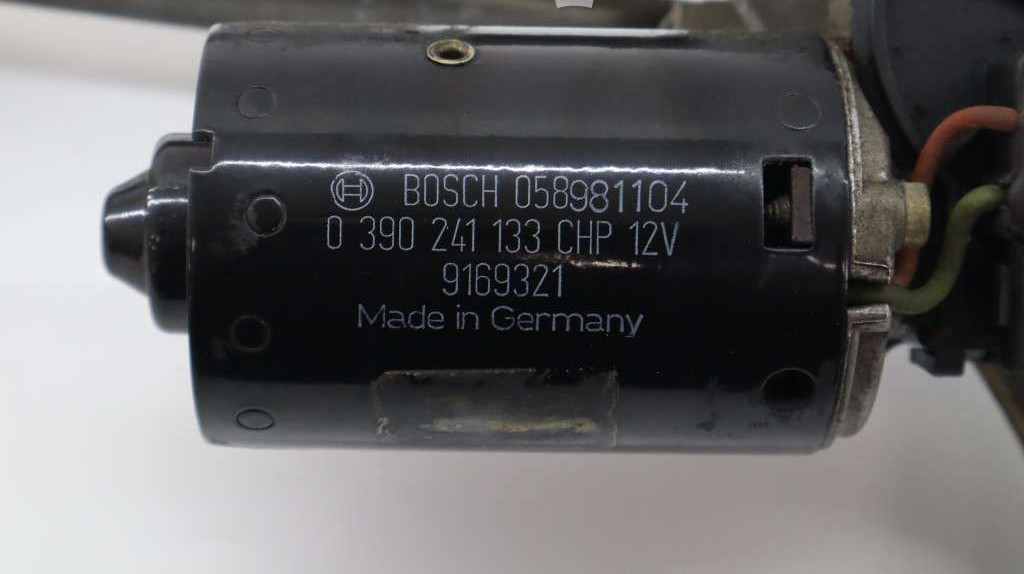 BOSCH 058981104
0 390 241 133 CHP 12V
9169321
Made in Germany